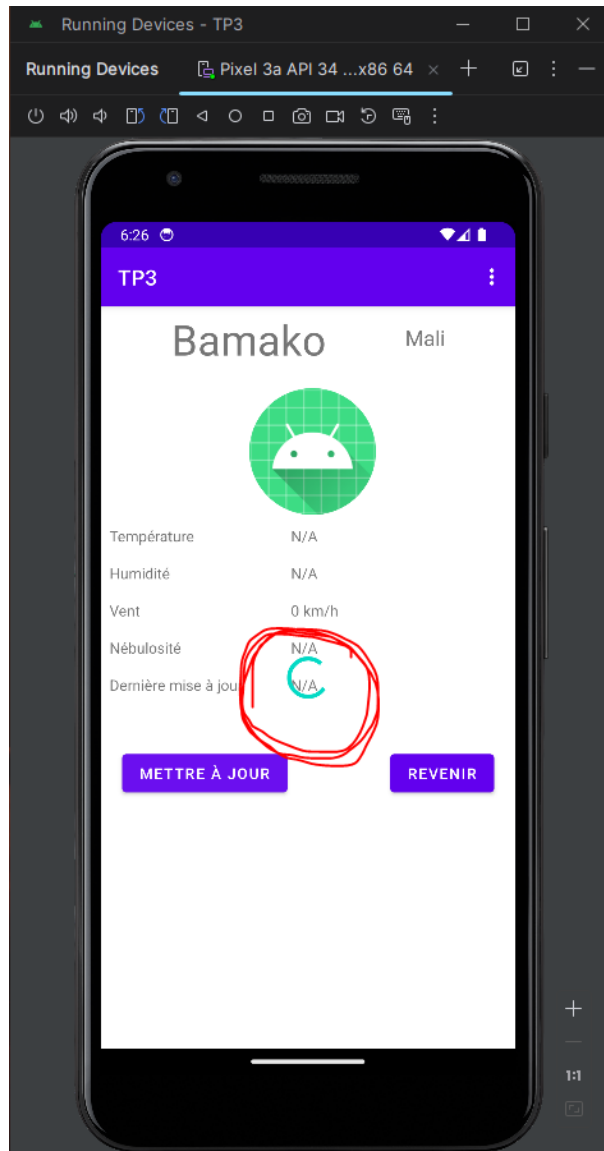 Running Devices - TP3
Running Devices Pixel 3a API 34 ...x86 64
6:26
TP3
Bamako Mali
Température N/A
Humidité N/A
Vent 0 km/h
Nébulosité N/A
Dernière mise à jou N/A
METTRE À JOUR REVENIR
1:1